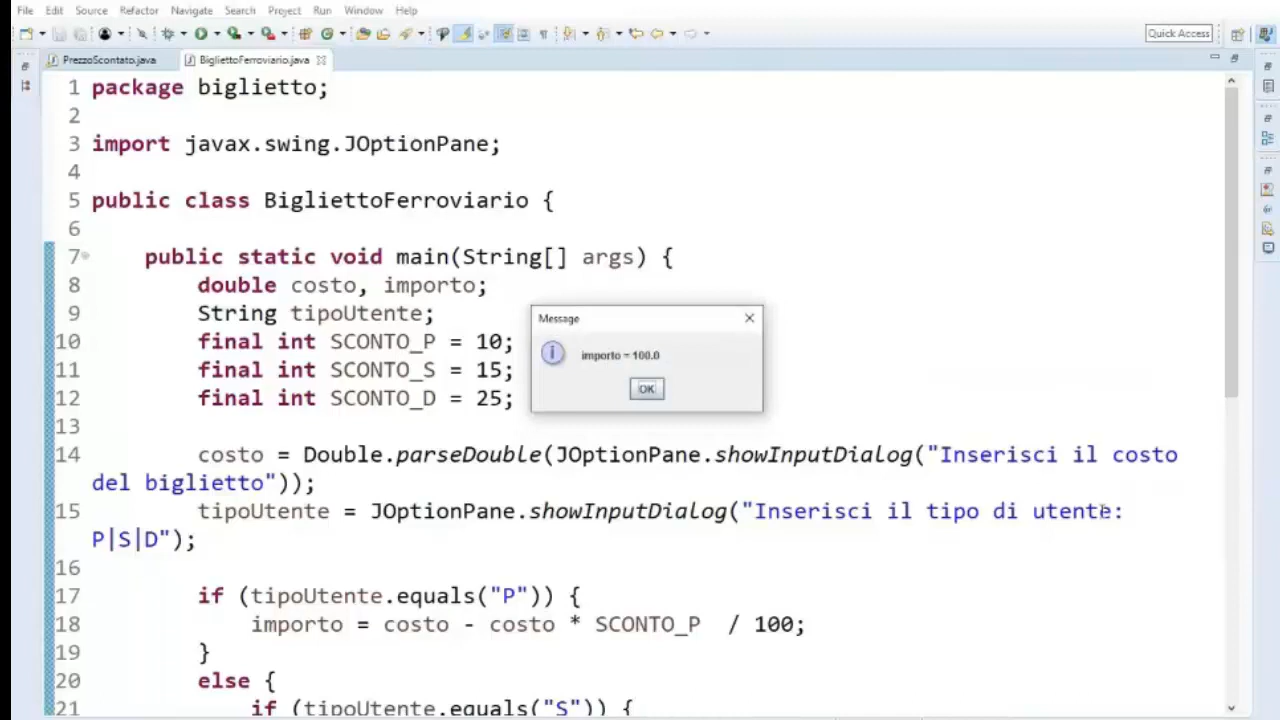 File Edit Source Refactor Navigate Search Project Run Window Help
Quick Access
PrezzoScontato.java BigliettoFerroviario.java
1 package biglietto;
2
3 import javax.swing.JOptionPane;
4
5 public class BigliettoFerroviario {
6
7 public static void main(String[] args) {
8 double costo, importo;
9 String tipoUtente;
10 final int SCONTO_P = 10;
11 final int SCONTO_S = 15;
12 final int SCONTO_D = 25;
13
14 costo = Double.parseDouble(JOptionPane.showInputDialog("Inserisci il costo
del biglietto"));
15 tipoUtente = JOptionPane.showInputDialog("Inserisci il tipo di utente:
P|S|D");
16
17 if (tipoUtente.equals("P")) {
18 importo = costo - costo * SCONTO_P / 100;
19 }
20 else {
21 if (tipoUtente.equals("S")) {
Message
importo = 100.0
OK